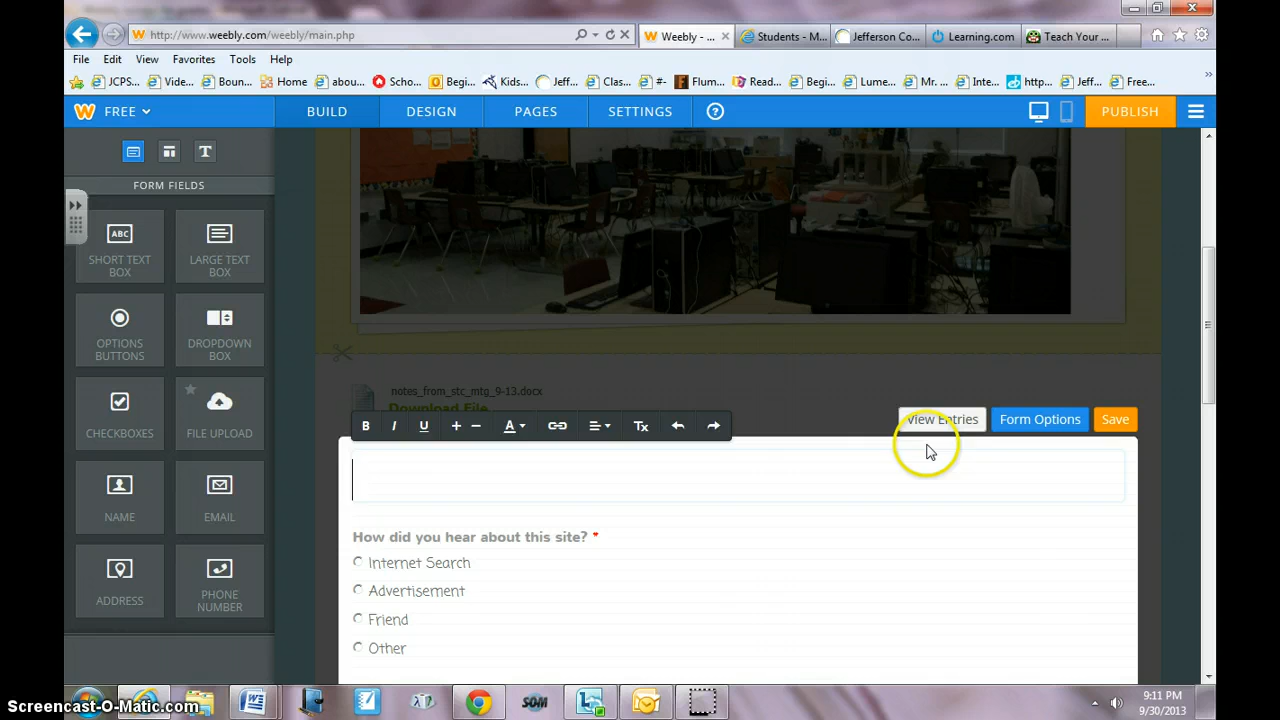 http://www.weebly.com/weebly/main.php
Weebly - ...
Students - M...
Jefferson Co...
Learning.com
Teach Your ...
File Edit View Favorites Tools Help
JCPS... Vide... Boun... Home abou... Scho... Begi... Kids... Jeff... Clas... #- Flum... Read... Begi... Lume... Mr. ... Inte... http... Jeff... Free...
FREE BUILD DESIGN PAGES SETTINGS ? PUBLISH
FORM FIELDS
ABC
SHORT TEXT BOX
LARGE TEXT BOX
OPTIONS BUTTONS
DROPDOWN BOX
CHECKBOXES
FILE UPLOAD
NAME
EMAIL
ADDRESS
PHONE NUMBER
notes_from_stc_mtg_9-13.docx
Download File
B I U + − A Tx
View Entries Form Options Save
How did you hear about this site? *
Internet Search
Advertisement
Friend
Other
SOM
9:11 PM
9/30/2013
Screencast-O-Matic.com